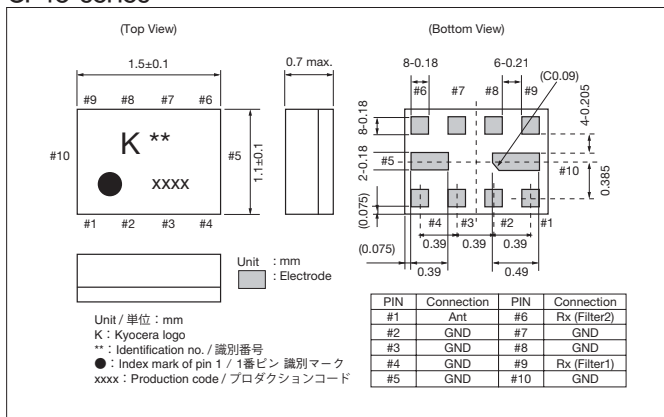 (Top View)
(Bottom View)
1.5±0.1
0.7 max.
8-0.18
6-0.21
(C0.09)
#9 #8 #7 #6
#6 #7 #8 #9
4-0.205
8-0.18
K **
#10
#5
1.1±0.1
2-0.18
#5
#10
0.385
xxxx
(0.075)
#1 #2 #3 #4
#4 #3 #2 #1
(0.075)
0.39 0.39 0.39
0.39
0.49
Unit : mm
: Electrode
Unit / 単位：mm
K：Kyocera logo
**：Identification no. / 識別番号
●：Index mark of pin 1 / 1番ピン 識別マーク
xxxx：Production code / プロダクションコード
PIN Connection PIN Connection
#1 Ant #6 Rx (Filter2)
#2 GND #7 GND
#3 GND #8 GND
#4 GND #9 Rx (Filter1)
#5 GND #10 GND